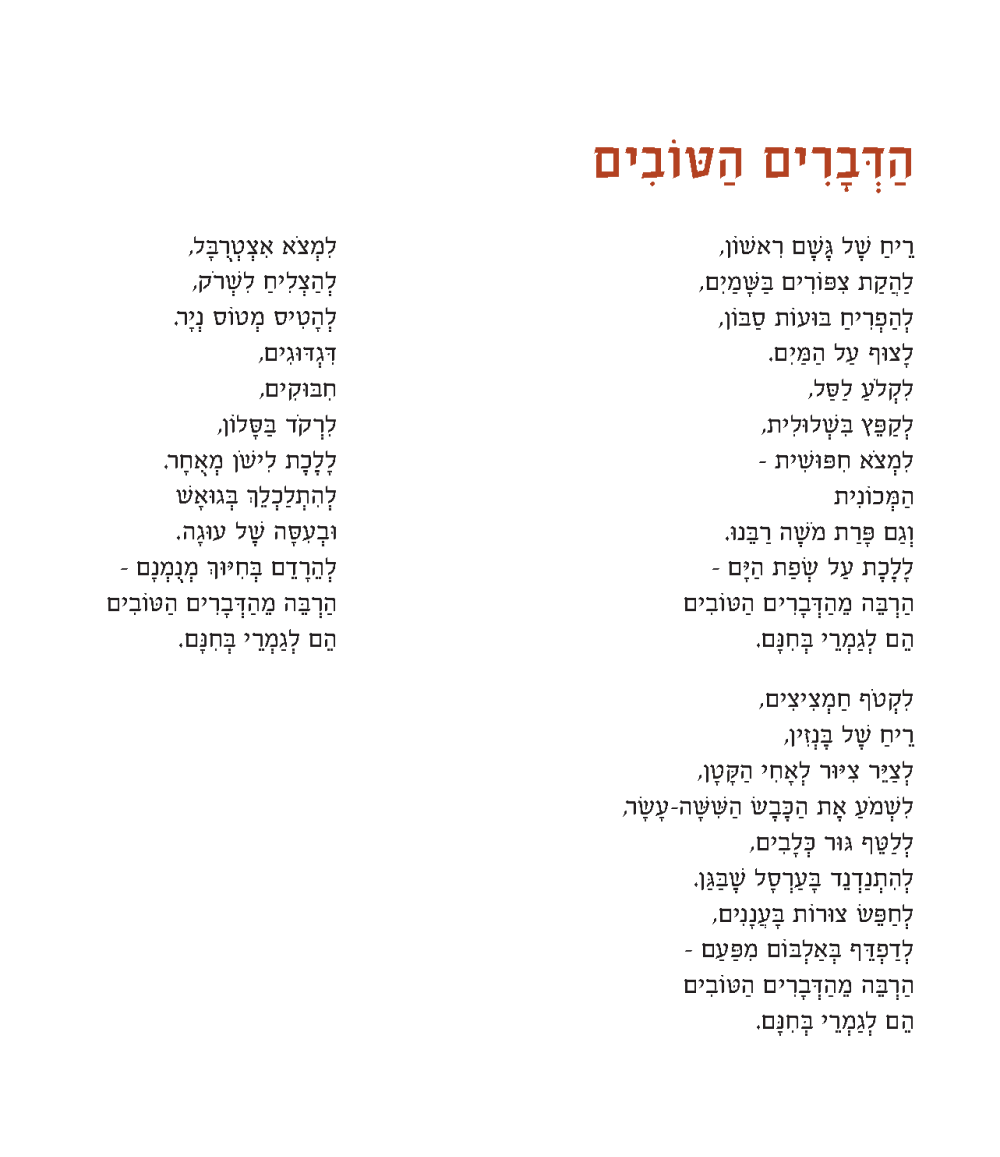 הַדְּבָרִים הַטּוֹבִים
רֵיחַ שֶׁל גֶּשֶׁם רִאשׁוֹן,
לַהֲקַת צִפּוֹרִים בַּשָּׁמַיִם,
לְהַפְרִיחַ בּוּעוֹת סַבּוֹן,
לָצוּף עַל הַמַּיִם.
לִקְלֹעַ לַסַּל,
לְקַפֵּץ בִּשְׁלוּלִית,
לִמְצֹא חִפּוּשִׁית -
הַמְּכוֹנִית
וְגַם פָּרַת מֹשֶׁה רַבֵּנוּ.
לָלֶכֶת עַל שְׂפַת הַיָּם -
הַרְבֵּה מֵהַדְּבָרִים הַטּוֹבִים
הֵם לְגַמְרֵי בְּחִנָּם.
לִקְטֹף חַמְצִיצִים,
רֵיחַ שֶׁל בֶּנְזִין,
לְצַיֵּר צִיּוּר לְאָחִי הַקָּטָן,
לִשְׁמֹעַ אֶת הַכֶּבֶשׂ הַשִּׁשָּׁה-עָשָׂר,
לְלַטֵּף גּוּר כְּלָבִים,
לְהִתְנַדְנֵד בָּעַרְסָל שֶׁבַּגַּן.
לְחַפֵּשׂ צוּרוֹת בָּעֲנָנִים,
לְדַפְדֵּף בְּאַלְבּוֹם מִפַּעַם -
הַרְבֵּה מֵהַדְּבָרִים הַטּוֹבִים
הֵם לְגַמְרֵי בְּחִנָּם.
לִמְצֹא אִצְטְרֻבָּל,
לְהַצְלִיחַ לִשְׁרֹק,
לְהָטִיס מְטוֹס נְיָר.
דִּגְדּוּגִים,
חִבּוּקִים,
לִרְקֹד בַּסָּלוֹן,
לָלֶכֶת לִישֹׁן מְאֻחָר.
לְהִתְלַכְלֵךְ בְּגוּאֶשׁ
וּבְעִסָּה שֶׁל עוּגָה.
לְהֵרָדֵם בְּחִיּוּךְ מְנֻמְנָם -
הַרְבֵּה מֵהַדְּבָרִים הַטּוֹבִים
הֵם לְגַמְרֵי בְּחִנָּם.